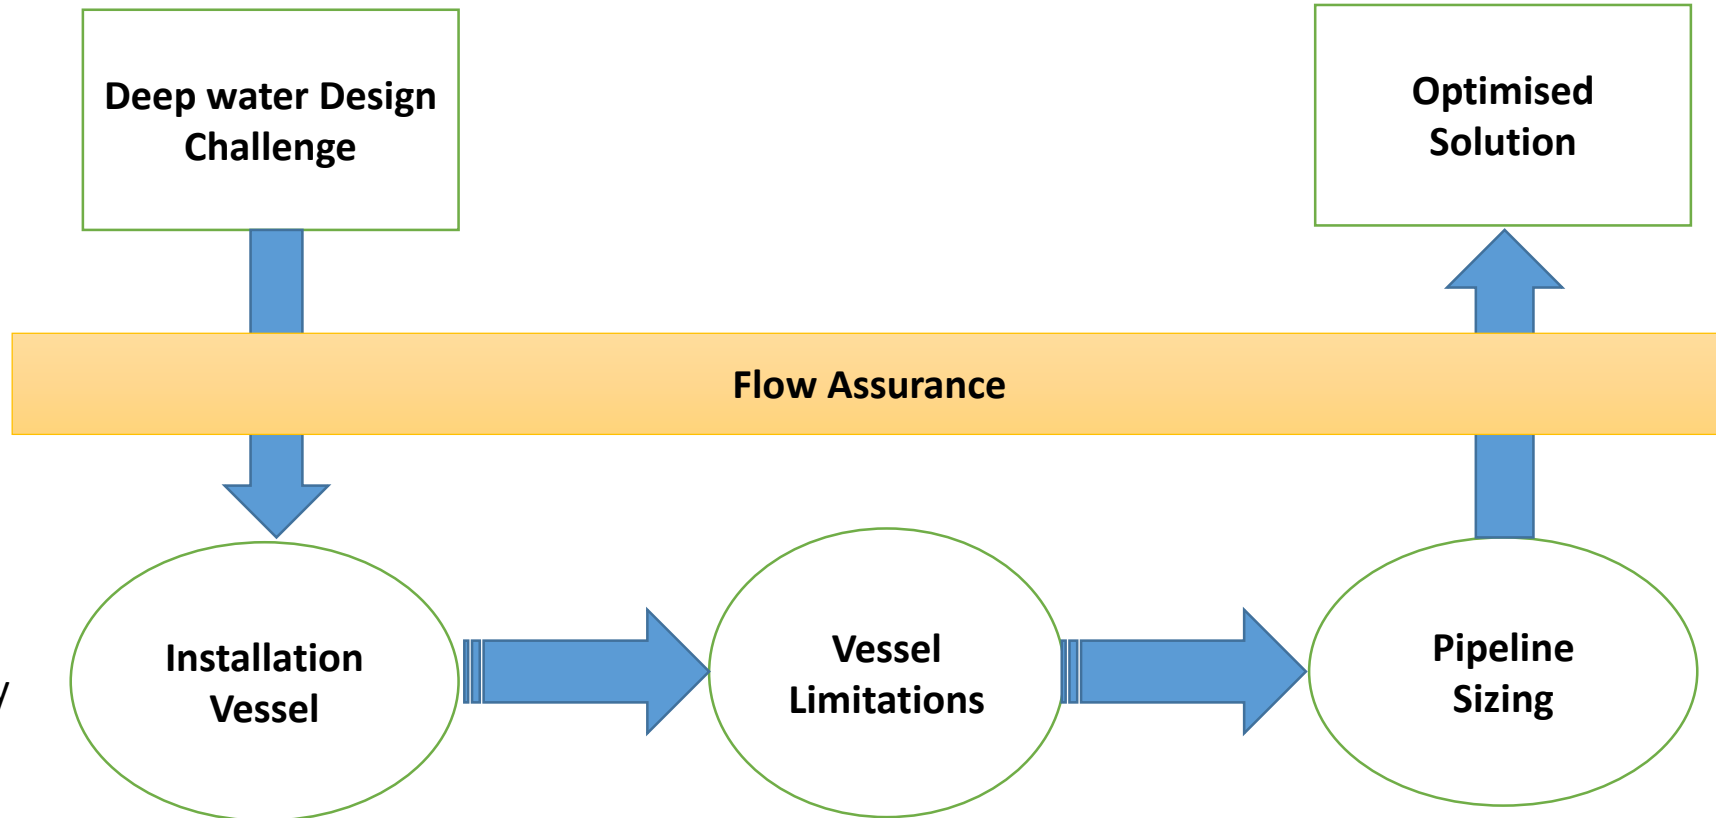 Deep water Design
Challenge
Optimised
Solution
Flow Assurance
Installation
Vessel
Vessel
Limitations
Pipeline
Sizing